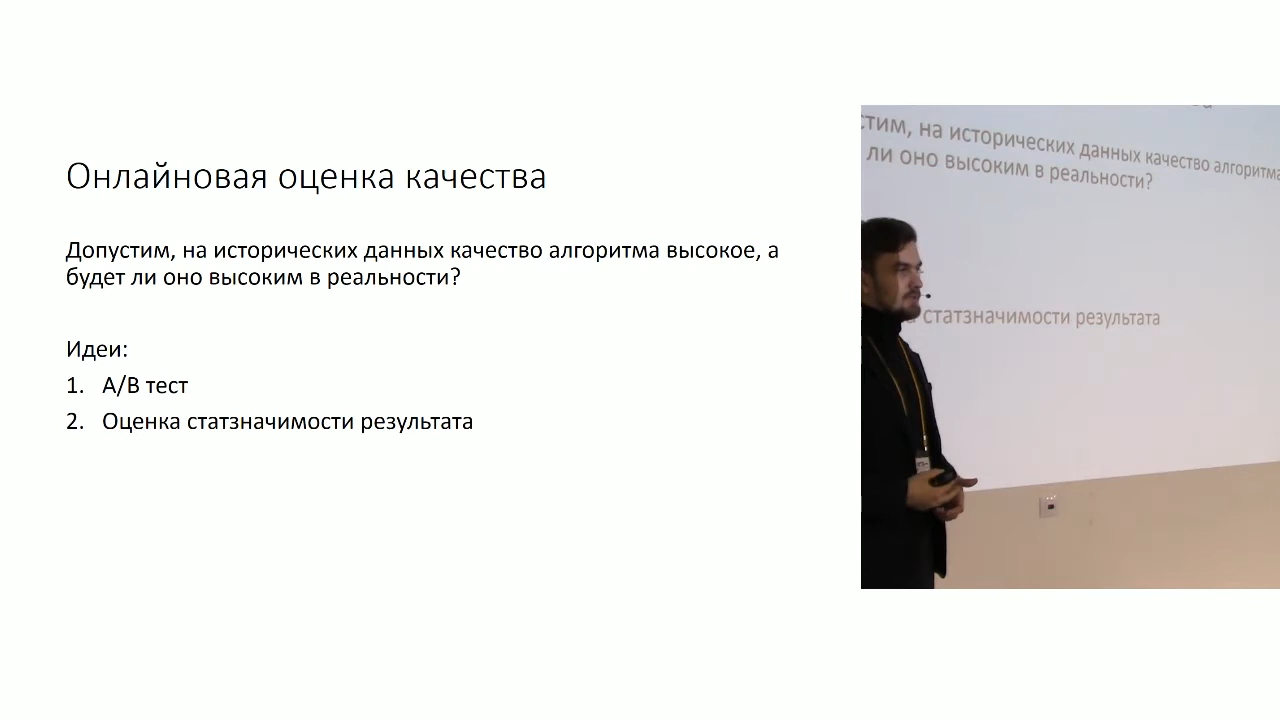 Онлайновая оценка качества
Допустим, на исторических данных качество алгоритма высокое, а
будет ли оно высоким в реальности?
Идеи:
1. A/B тест
2. Оценка статзначимости результата
на исторических данных качество алгоритма
ли оно высоким в реальности?
статзначимости результата